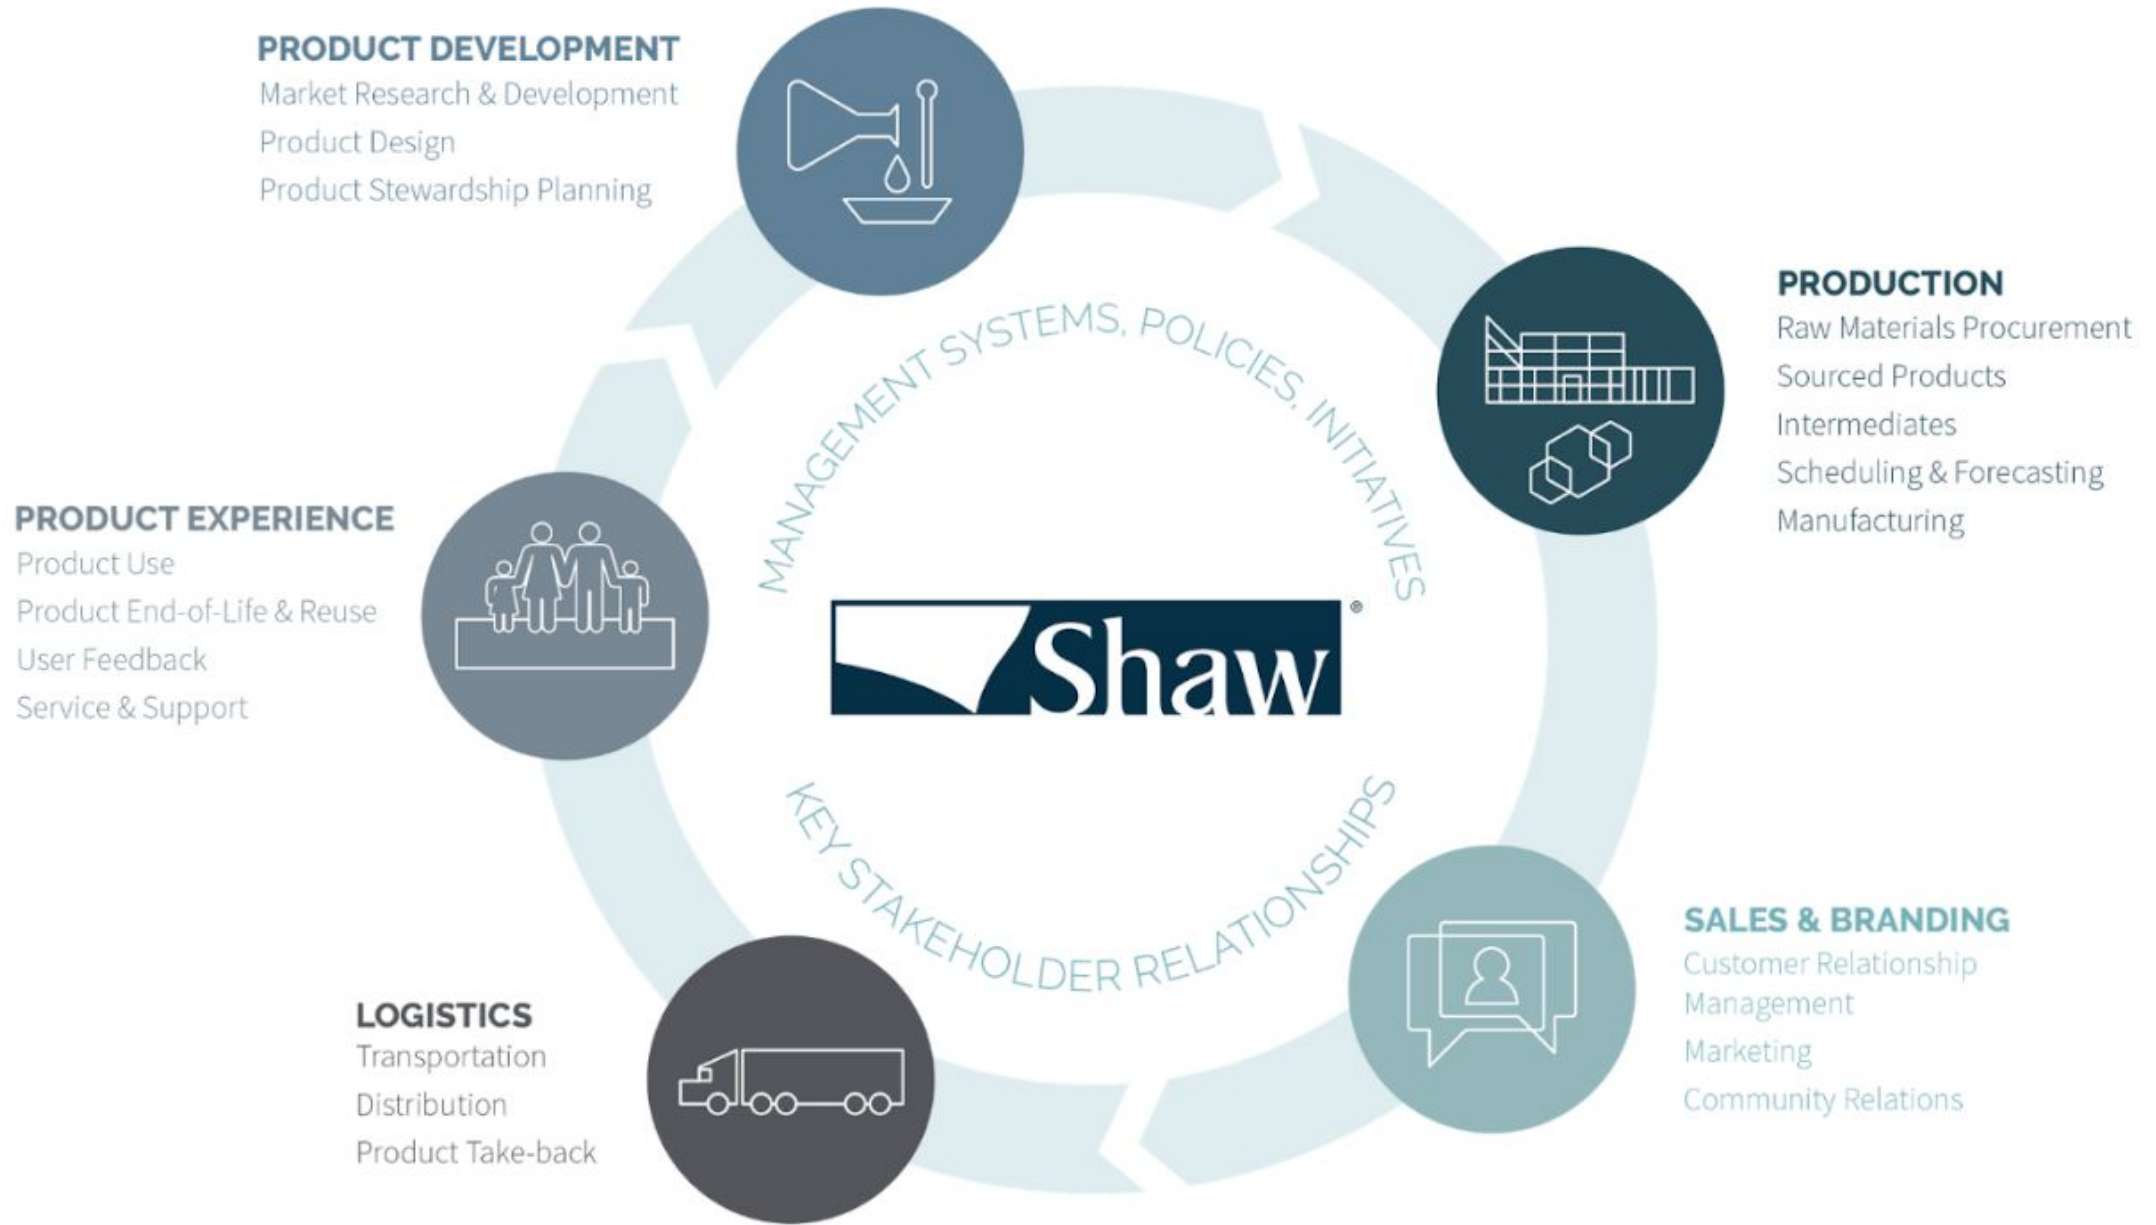 PRODUCT DEVELOPMENT
Market Research & Development
Product Design
Product Stewardship Planning
PRODUCTION
Raw Materials Procurement
Sourced Products
Intermediates
Scheduling & Forecasting
Manufacturing
SALES & BRANDING
Customer Relationship
Management
Marketing
Community Relations
LOGISTICS
Transportation
Distribution
Product Take-back
PRODUCT EXPERIENCE
Product Use
Product End-of-Life & Reuse
User Feedback
Service & Support
MANAGEMENT SYSTEMS, POLICIES, INITIATIVES
Shaw®
KEY STAKEHOLDER RELATIONSHIPS